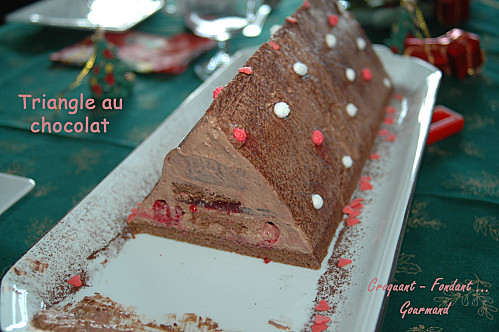 Triangle au
chocolat
Croquant - Fondant ...
Gourmand